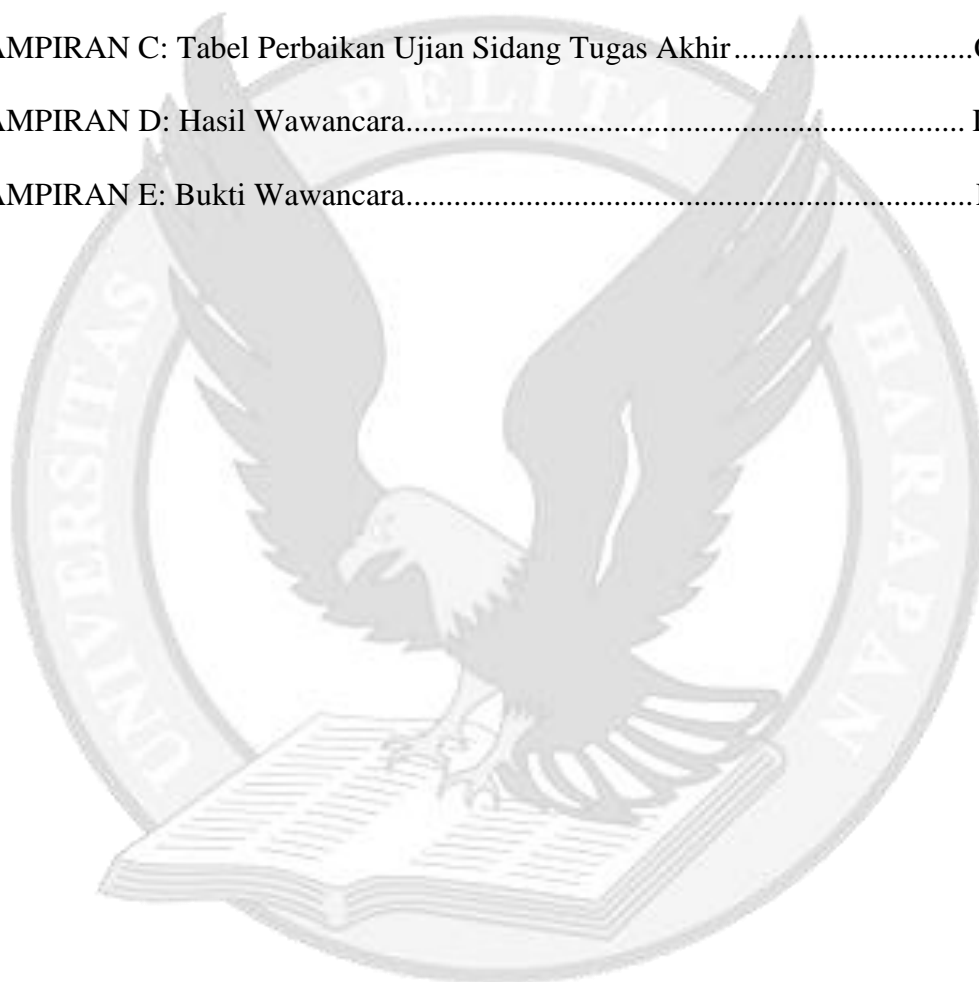 AMPIRAN C: Tabel Perbaikan Ujian Sidang Tugas Akhir
AMPIRAN D: Hasil Wawancara
AMPIRAN E: Bukti Wawancara
UNIVERSITAS PELITA HARAPAN